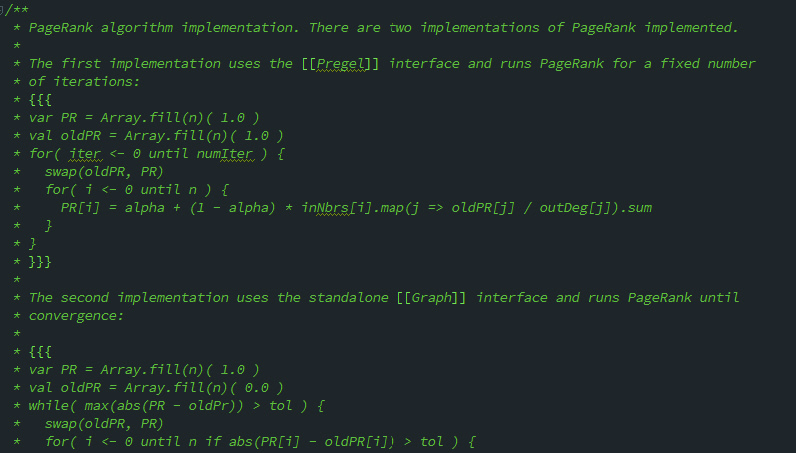 /**
* PageRank algorithm implementation. There are two implementations of PageRank implemented.
*
* The first implementation uses the [[Pregel]] interface and runs PageRank for a fixed number
* of iterations:
* {{{
* var PR = Array.fill(n)( 1.0 )
* val oldPR = Array.fill(n)( 1.0 )
* for( iter <- 0 until numIter ) {
*   swap(oldPR, PR)
*   for( i <- 0 until n ) {
*     PR[i] = alpha + (1 - alpha) * inNbrs[i].map(j => oldPR[j] / outDeg[j]).sum
*   }
* }
* }}}
*
* The second implementation uses the standalone [[Graph]] interface and runs PageRank until
* convergence:
*
* {{{
* var PR = Array.fill(n)( 1.0 )
* val oldPR = Array.fill(n)( 0.0 )
* while( max(abs(PR - oldPr)) > tol ) {
*   swap(oldPR, PR)
*   for( i <- 0 until n if abs(PR[i] - oldPR[i]) > tol ) {